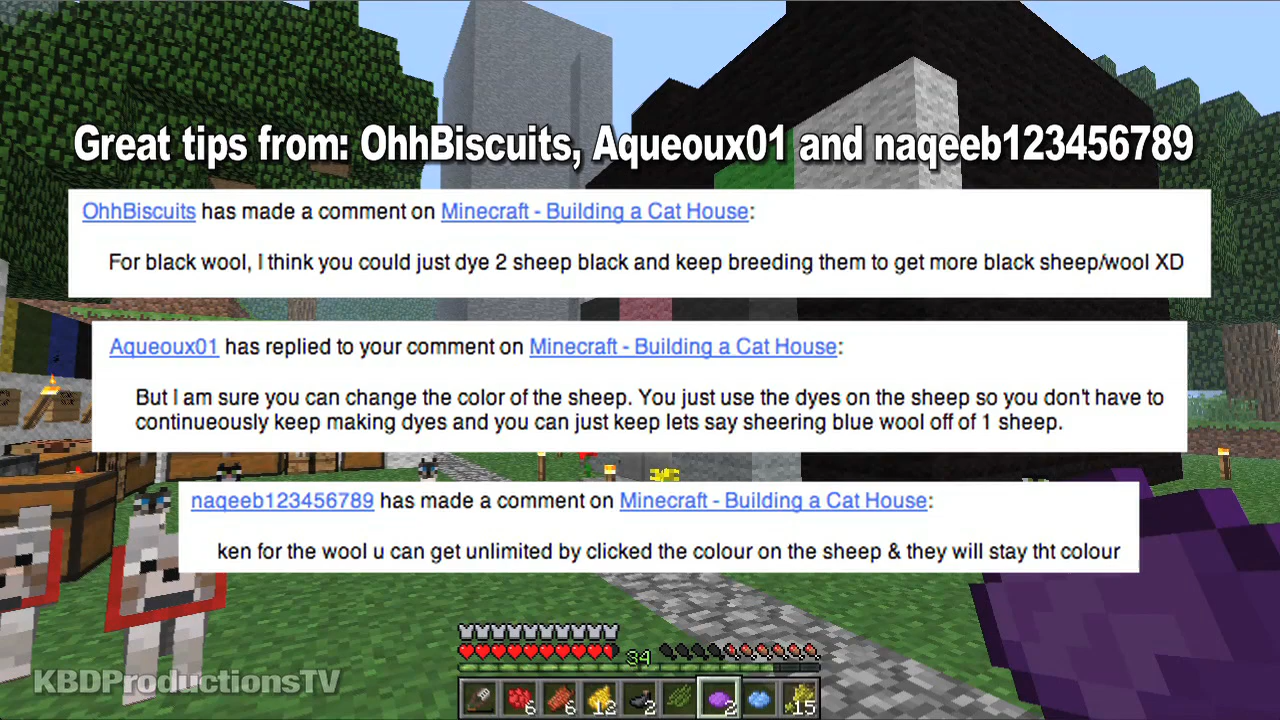 Great tips from: OhhBiscuits, Aqueoux01 and naqeeb123456789
OhhBiscuits has made a comment on Minecraft - Building a Cat House:
For black wool, I think you could just dye 2 sheep black and keep breeding them to get more black sheep/wool XD
Aqueoux01 has replied to your comment on Minecraft - Building a Cat House:
But I am sure you can change the color of the sheep. You just use the dyes on the sheep so you don't have to
continueously keep making dyes and you can just keep lets say sheering blue wool off of 1 sheep.
naqeeb123456789 has made a comment on Minecraft - Building a Cat House:
ken for the wool u can get unlimited by clicked the colour on the sheep & they will stay tht colour
34
KBDProductionsTV
6 6 12 2 2 15